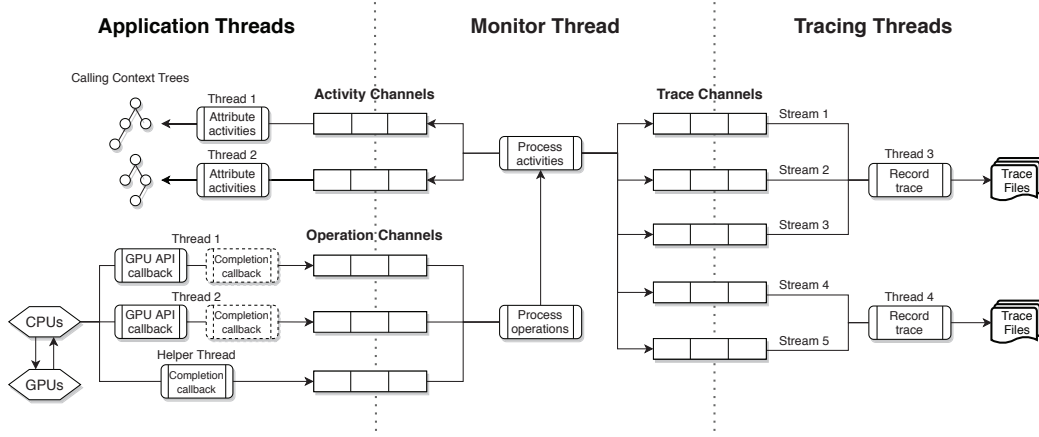 Application Threads
Monitor Thread
Tracing Threads
Calling Context Trees
Thread 1
Attribute
activities
Thread 2
Attribute
activities
Activity Channels
Process
activities
Trace Channels
Stream 1
Stream 2
Stream 3
Stream 4
Stream 5
Thread 3
Record
trace
Trace
Files
Thread 4
Record
trace
Trace
Files
Operation Channels
Thread 1
GPU API
callback
Completion
callback
Thread 2
GPU API
callback
Completion
callback
Helper Thread
Completion
callback
Process
operations
CPUs
GPUs